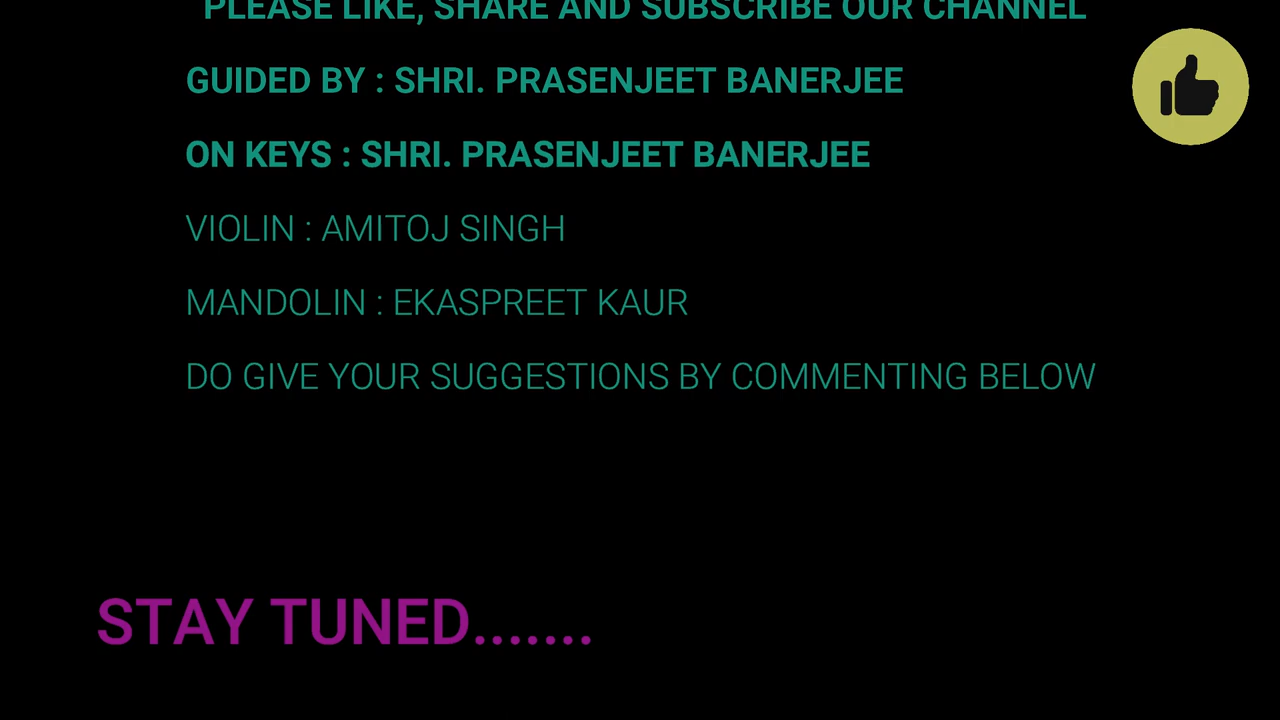 PLEASE LIKE, SHARE AND SUBSCRIBE OUR CHANNEL
GUIDED BY : SHRI. PRASENJEET BANERJEE
ON KEYS : SHRI. PRASENJEET BANERJEE
VIOLIN : AMITOJ SINGH
MANDOLIN : EKASPREET KAUR
DO GIVE YOUR SUGGESTIONS BY COMMENTING BELOW
STAY TUNED.......